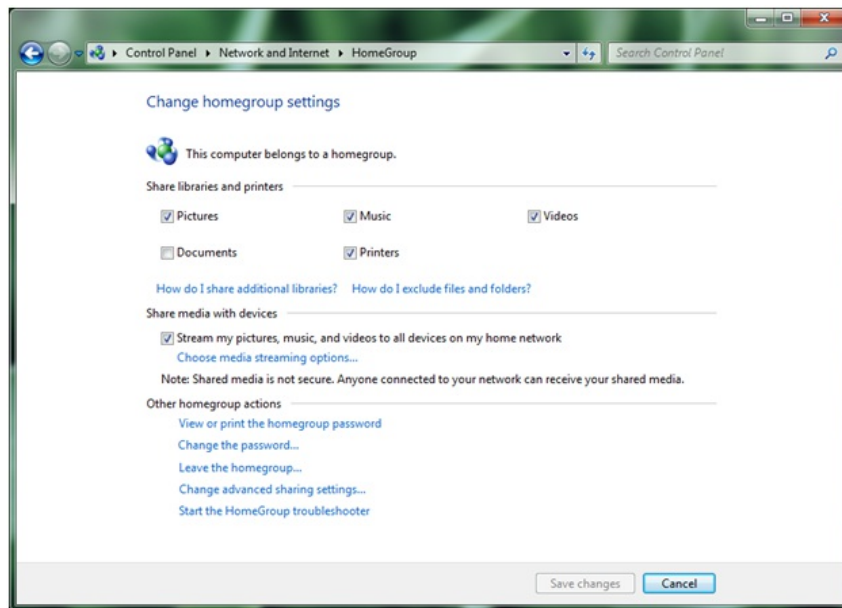 Control Panel ▸ Network and Internet ▸ HomeGroup
Search Control Panel
Change homegroup settings
This computer belongs to a homegroup.
Share libraries and printers
Pictures Music Videos
Documents Printers
How do I share additional libraries? How do I exclude files and folders?
Share media with devices
Stream my pictures, music, and videos to all devices on my home network
Choose media streaming options...
Note: Shared media is not secure. Anyone connected to your network can receive your shared media.
Other homegroup actions
View or print the homegroup password
Change the password...
Leave the homegroup...
Change advanced sharing settings...
Start the HomeGroup troubleshooter
Save changes Cancel